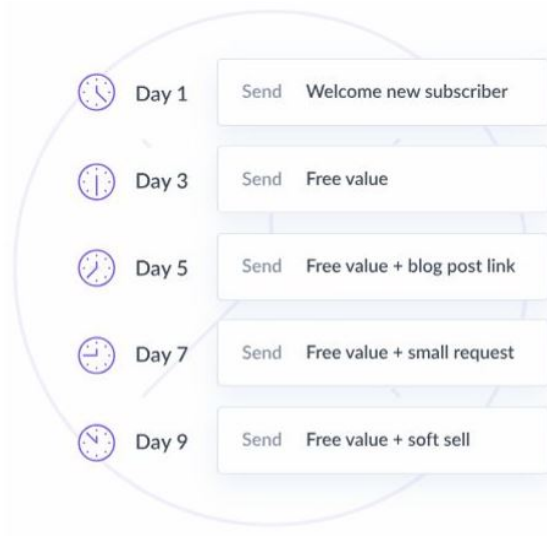 Day 1 Send Welcome new subscriber
Day 3 Send Free value
Day 5 Send Free value + blog post link
Day 7 Send Free value + small request
Day 9 Send Free value + soft sell